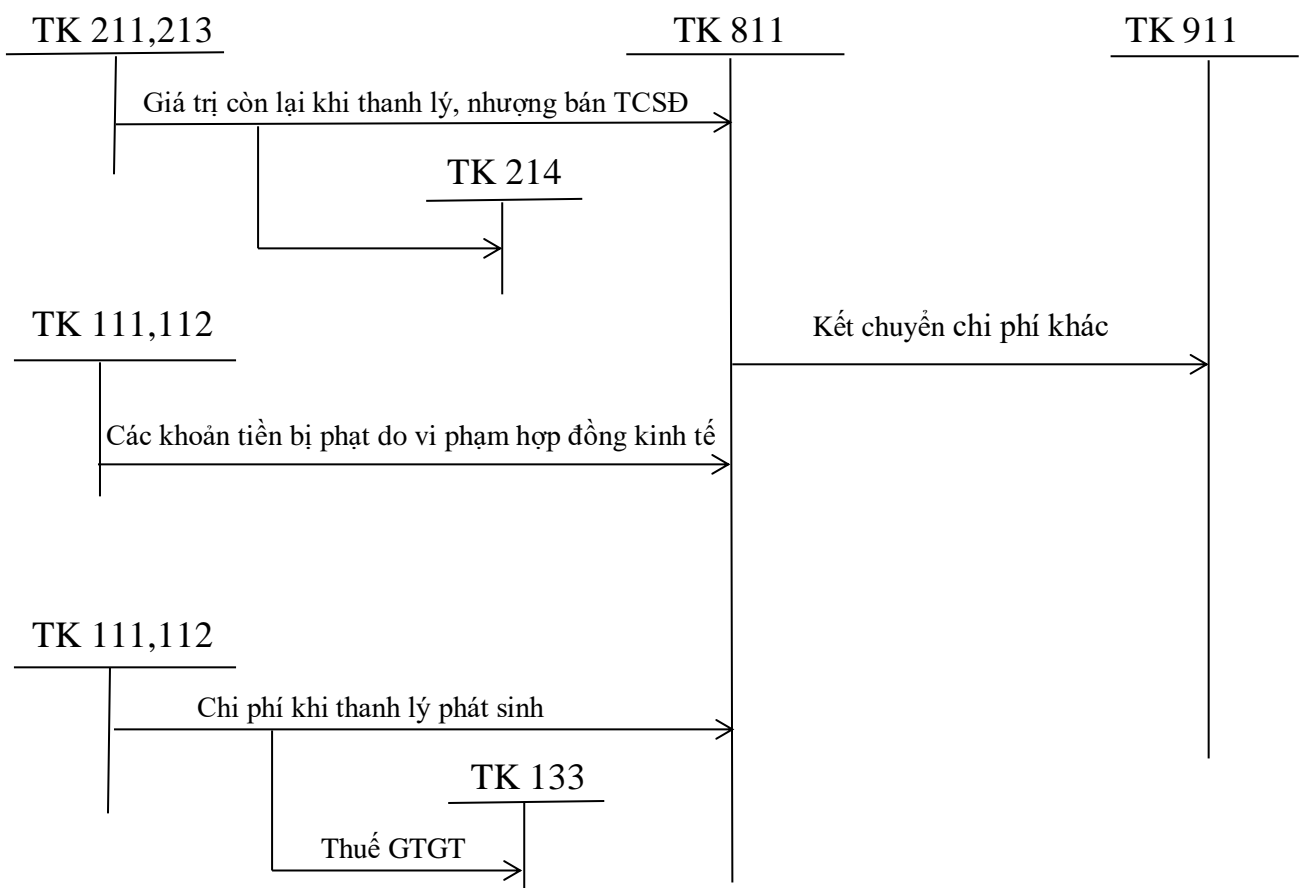 TK 211,213
TK 811
TK 911
Giá trị còn lại khi thanh lý, nhượng bán TCSĐ
TK 214
TK 111,112
Kết chuyển chi phí khác
Các khoản tiền bị phạt do vi phạm hợp đồng kinh tế
TK 111,112
Chi phí khi thanh lý phát sinh
TK 133
Thuế GTGT